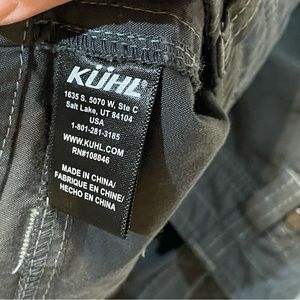 KÜHL
1635 S. 5070 W, Ste C
Salt Lake, UT 84104
USA
1-801-281-3185
WWW.KUHL.COM
RN#108846
MADE IN CHINA/
FABRIQUE EN CHINE/
HECHO EN CHINA